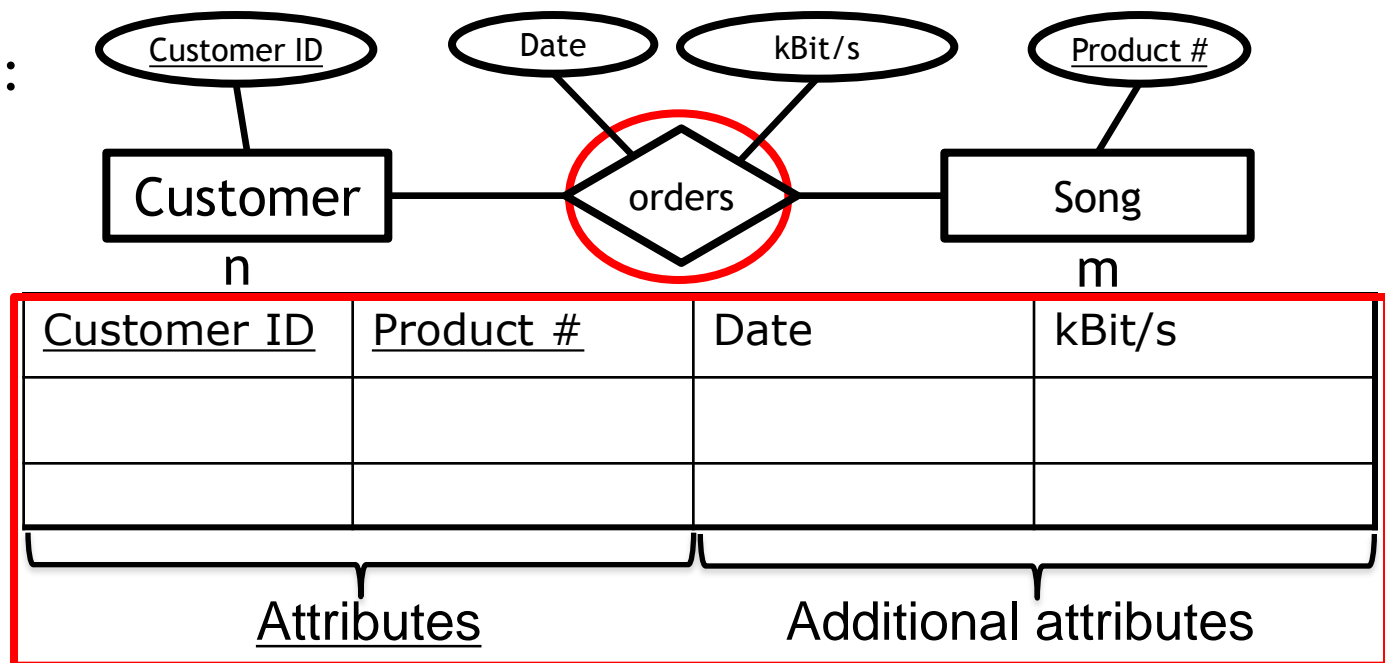 :
Customer ID Date kBit/s Product #
Customer orders Song
n m
Customer ID Product # Date kBit/s
Attributes Additional attributes